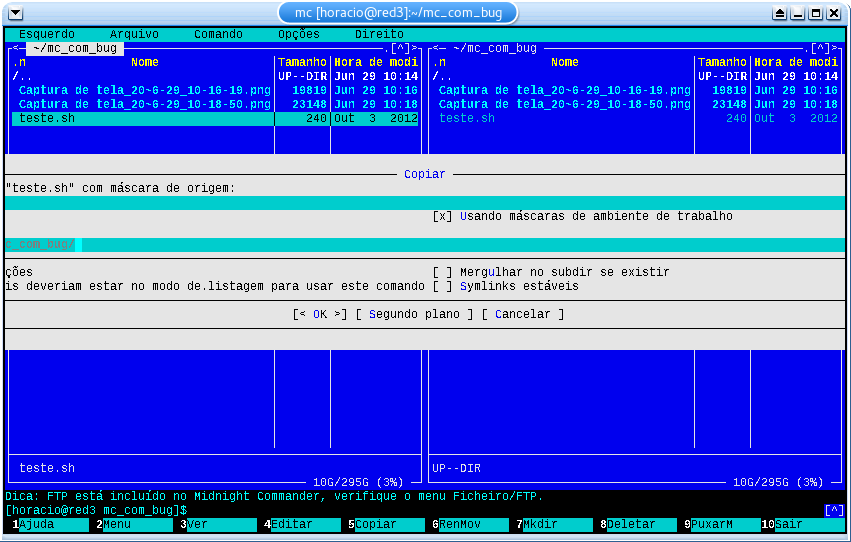 mc [horacio@red3]:~/mc_com_bug
Esquerdo Arquivo Comando Opções Direito
<─ ~/mc_com_bug .[^]> <─ ~/mc_com_bug .[^]>
.n Nome Tamanho Hora de modi .n Nome Tamanho Hora de modi
/.. UP--DIR Jun 29 10:14 /.. UP--DIR Jun 29 10:14
Captura de tela_20~6-29_10-16-19.png 19819 Jun 29 10:16 Captura de tela_20~6-29_10-16-19.png 19819 Jun 29 10:16
Captura de tela_20~6-29_10-18-50.png 23148 Jun 29 10:18 Captura de tela_20~6-29_10-18-50.png 23148 Jun 29 10:18
teste.sh 240 Out 3 2012 teste.sh 240 Out 3 2012
Copiar
"teste.sh" com máscara de origem:
[x] Usando máscaras de ambiente de trabalho
c_com_bug/
ções [ ] Mergulhar no subdir se existir
is deveriam estar no modo de.listagem para usar este comando [ ] Symlinks estáveis
[< OK >] [ Segundo plano ] [ Cancelar ]
teste.sh UP--DIR
10G/295G (3%) 10G/295G (3%)
Dica: FTP está incluído no Midnight Commander, verifique o menu Ficheiro/FTP.
[horacio@red3 mc_com_bug]$ [^]
1Ajuda 2Menu 3Ver 4Editar 5Copiar 6RenMov 7Mkdir 8Deletar 9PuxarM 10Sair